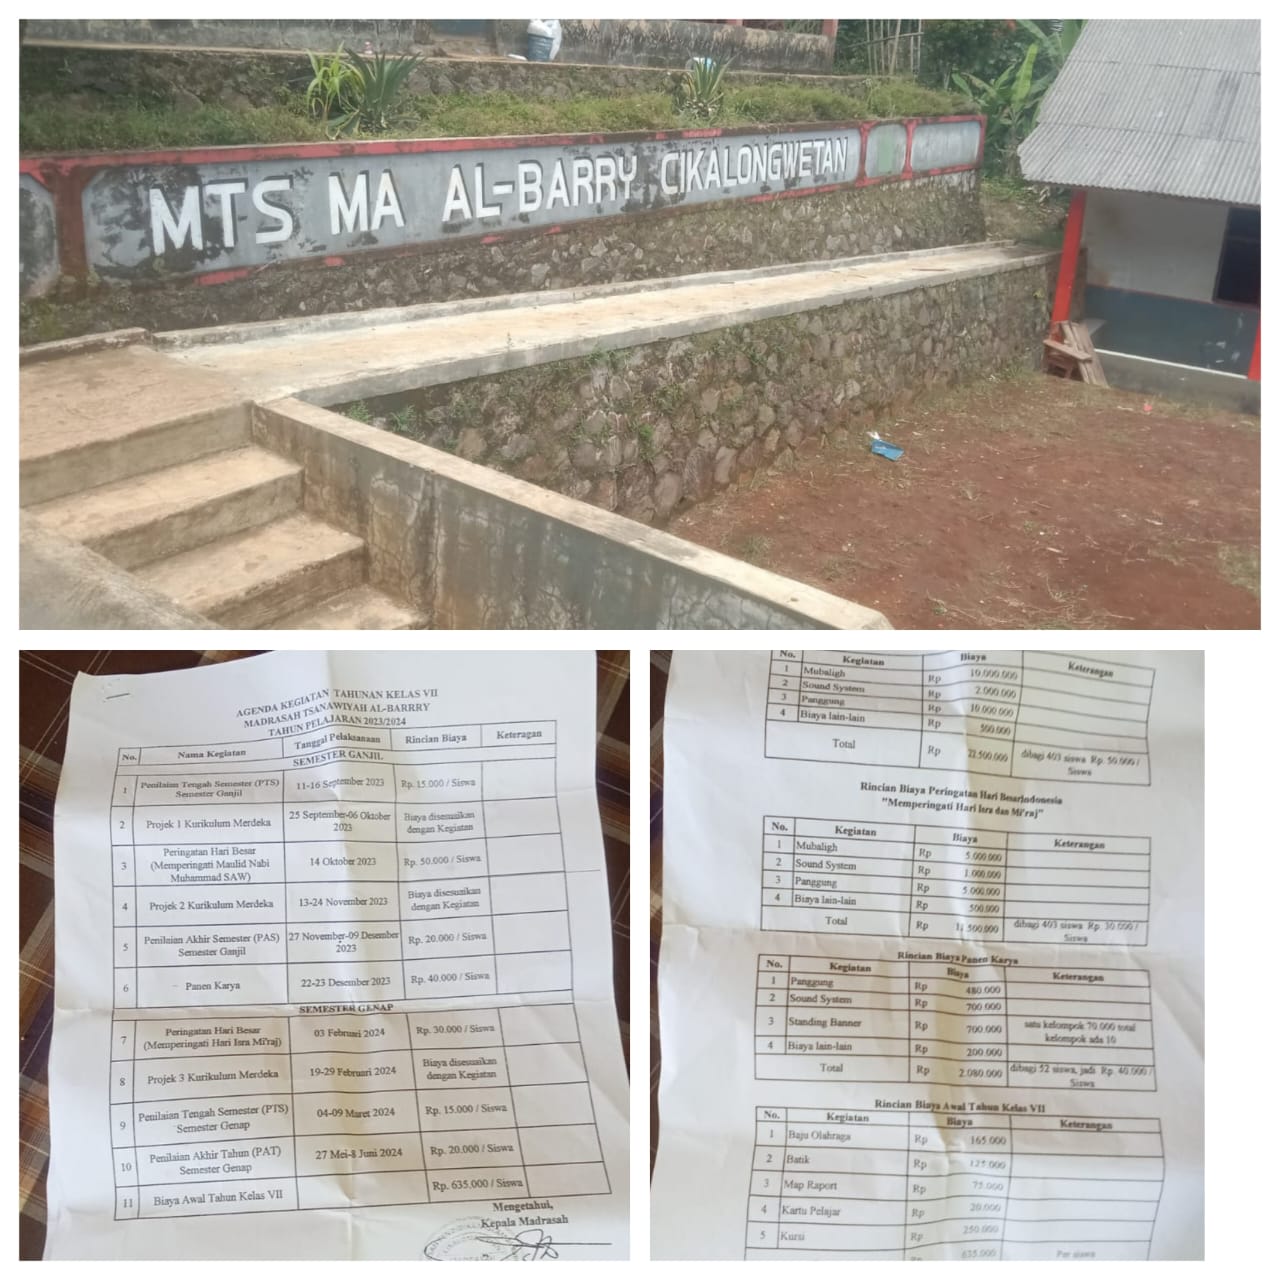 MTS MA AL-BARRY CIKALONGWETAN
AGENDA KEGIATAN TAHUNAN KELAS VII
MADRASAH TSANAWIYAH AL-BARRRY
TAHUN PELAJARAN 2023/2024
No. Nama Kegiatan Tanggal Pelaksanaan Rincian Biaya Keteragan
SEMESTER GANJIL
1 Penilaian Tengah Semester (PTS) Semester Ganjil 11-16 September 2023 Rp. 15.000 / Siswa
2 Projek 1 Kurikulum Merdeka 25 September-06 Oktober 2023 Biaya disesuaikan dengan Kegiatan
3 Peringatan Hari Besar (Memperingati Maulid Nabi Muhammad SAW) 14 Oktober 2023 Rp. 50.000 / Siswa
4 Projek 2 Kurikulum Merdeka 13-24 November 2023 Biaya disesuaikan dengan Kegiatan
5 Penilaian Akhir Semester (PAS) Semester Ganjil 27 November-09 Desember 2023 Rp. 20.000 / Siswa
6 Panen Karya 22-23 Desember 2023 Rp. 40.000 / Siswa
SEMESTER GENAP
7 Peringatan Hari Besar (Memperingati Hari Isra Mi'raj) 03 Februari 2024 Rp. 30.000 / Siswa
8 Projek 3 Kurikulum Merdeka 19-29 Februari 2024 Biaya disesuaikan dengan Kegiatan
9 Penilaian Tengah Semester (PTS) Semester Genap 04-09 Maret 2024 Rp. 15.000 / Siswa
10 Penilaian Akhir Tahun (PAT) Semester Genap 27 Mei-8 Juni 2024 Rp. 20.000 / Siswa
11 Biaya Awal Tahun Kelas VII Rp. 635.000 / Siswa
Mengetahui,
Kepala Madrasah
No. Kegiatan Biaya Keterangan
1 Mubaligh Rp 10.000.000
2 Sound System Rp 2.000.000
3 Panggung Rp 10.000.000
4 Biaya lain-lain Rp 500.000
Total Rp 22.500.000 dibagi 403 siswa Rp. 50.000 / Siswa
Rincian Biaya Peringatan Hari BesarIndonesia
"Memperingati Hari Isra dan Mi'raj"
No. Kegiatan Biaya Keterangan
1 Mubaligh Rp 5.000.000
2 Sound System Rp 1.000.000
3 Panggung Rp 5.000.000
4 Biaya lain-lain Rp 500.000
Total Rp 11.500.000 dibagi 403 siswa Rp. 30.000 / Siswa
Rincian Biaya Panen Karya
No. Kegiatan Biaya Keterangan
1 Panggung Rp 480.000
2 Sound System Rp 700.000
3 Standing Banner Rp 700.000 satu kelompok 70.000 total kelompok ada 10
4 Biaya lain-lain Rp 200.000
Total Rp 2.080.000 dibagi 52 siswa, jadi Rp. 40.000 / Siswa
Rincian Biaya Awal Tahun Kelas VII
No. Kegiatan Biaya Keterangan
1 Baju Olahraga Rp 165.000
2 Batik Rp 125.000
3 Map Raport Rp 75.000
4 Kartu Pelajar Rp 20.000
5 Kursi Rp 250.000
Rp 635.000 Per siswa